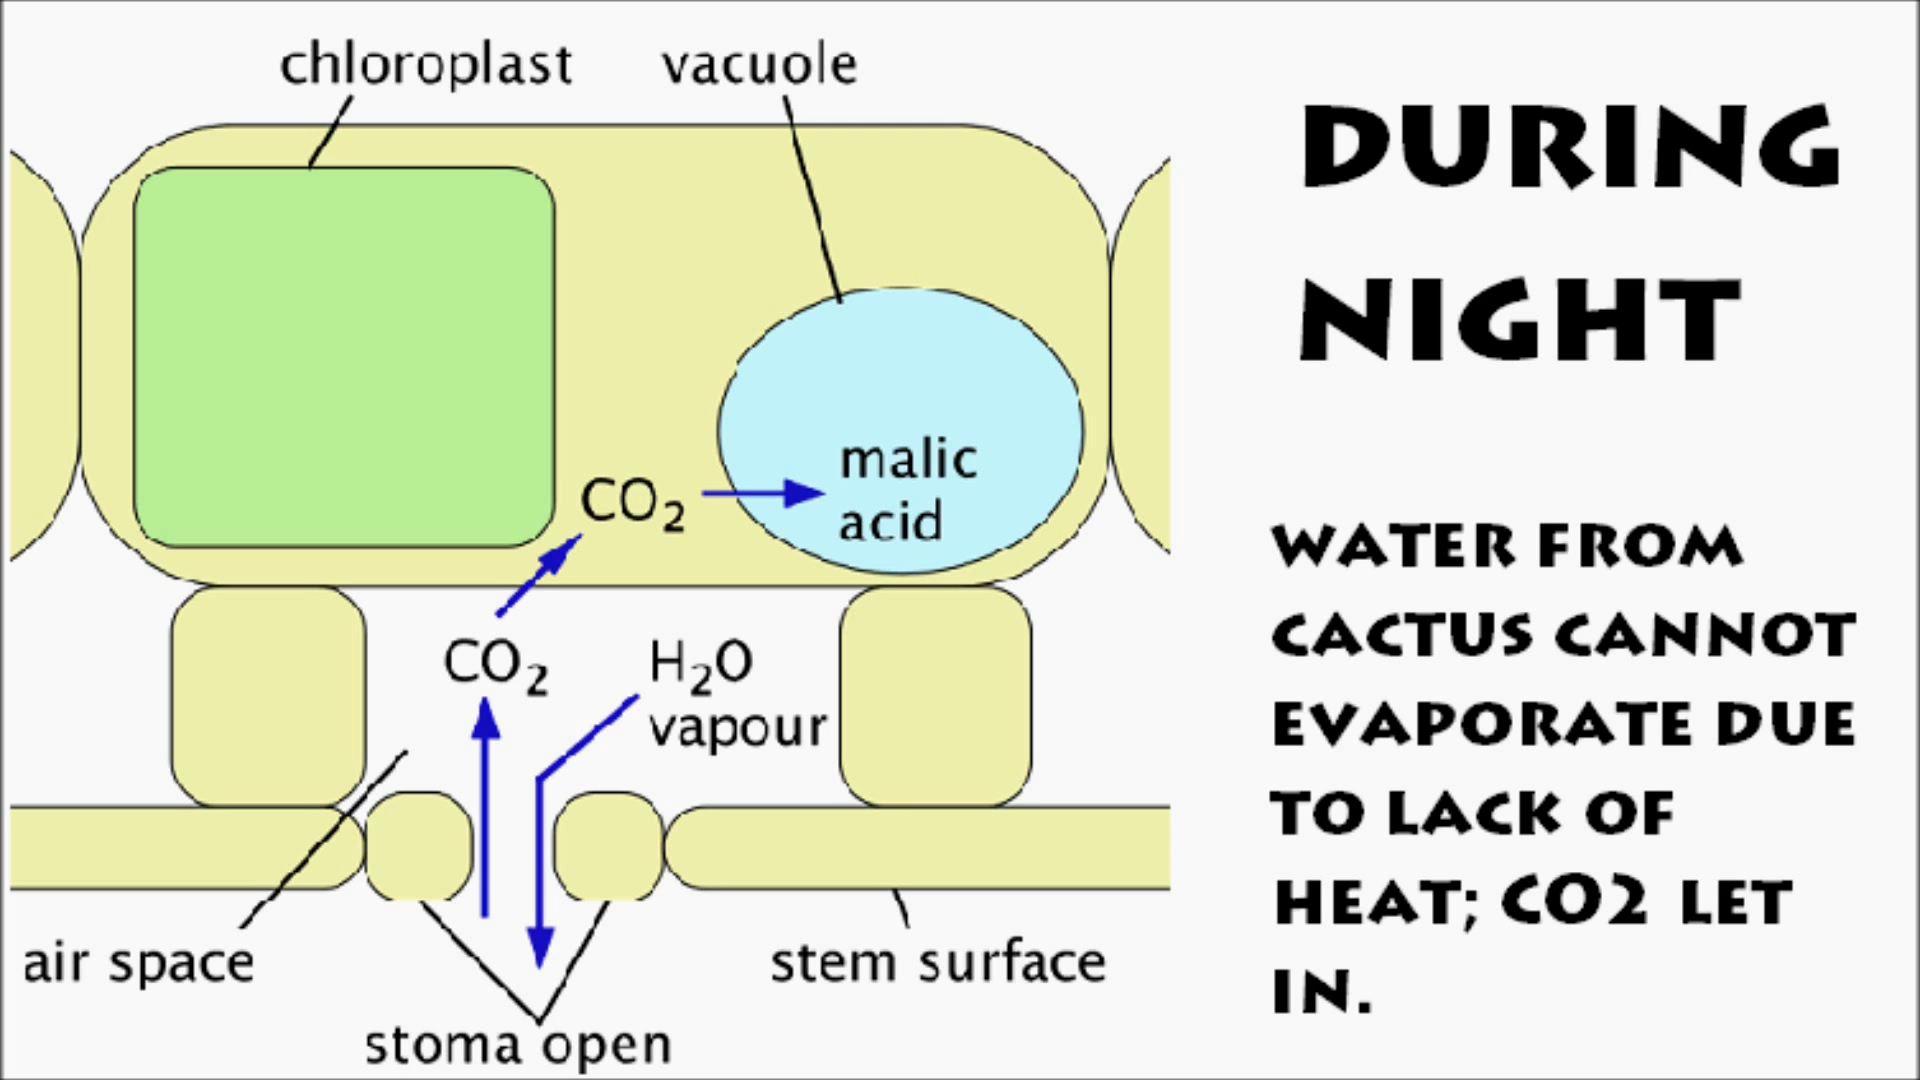 chloroplast vacuole
DURING
NIGHT
malic
acid
CO₂
CO₂
H₂O
vapour
air space
stem surface
stoma open
WATER FROM
CACTUS CANNOT
EVAPORATE DUE
TO LACK OF
HEAT; CO2 LET
IN.